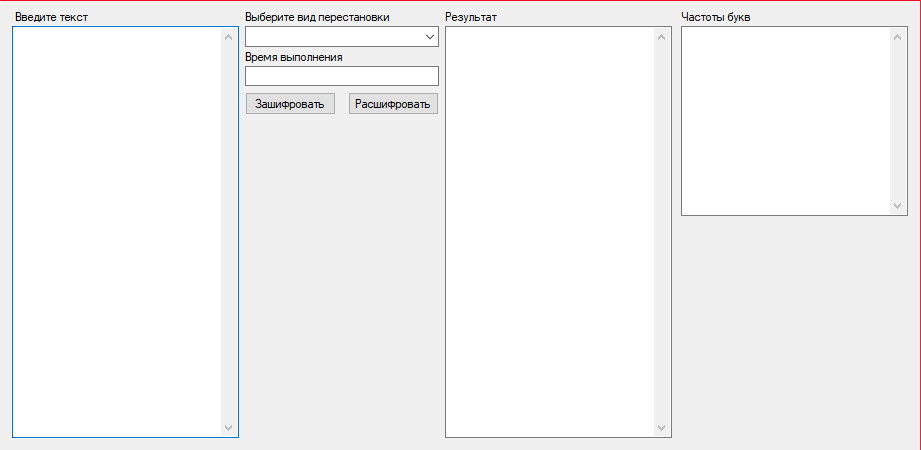 Введите текст
Выберите вид перестановки
Время выполнения
Зашифровать
Расшифровать
Результат
Частоты букв